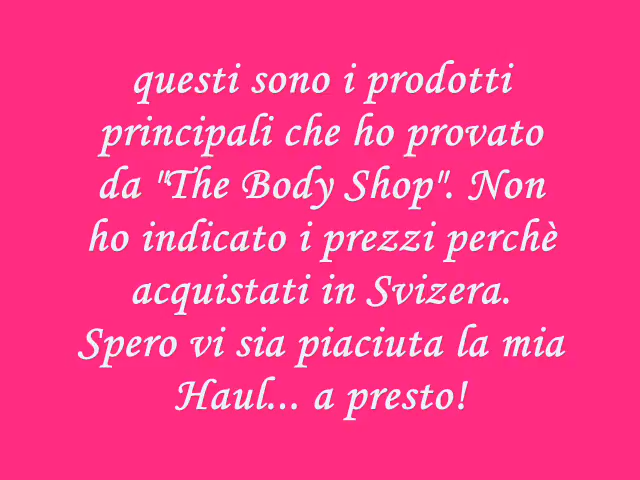 questi sono i prodotti
principali che ho provato
da "The Body Shop". Non
ho indicato i prezzi perchè
acquistati in Svizera.
Spero vi sia piaciuta la mia
Haul... a presto!